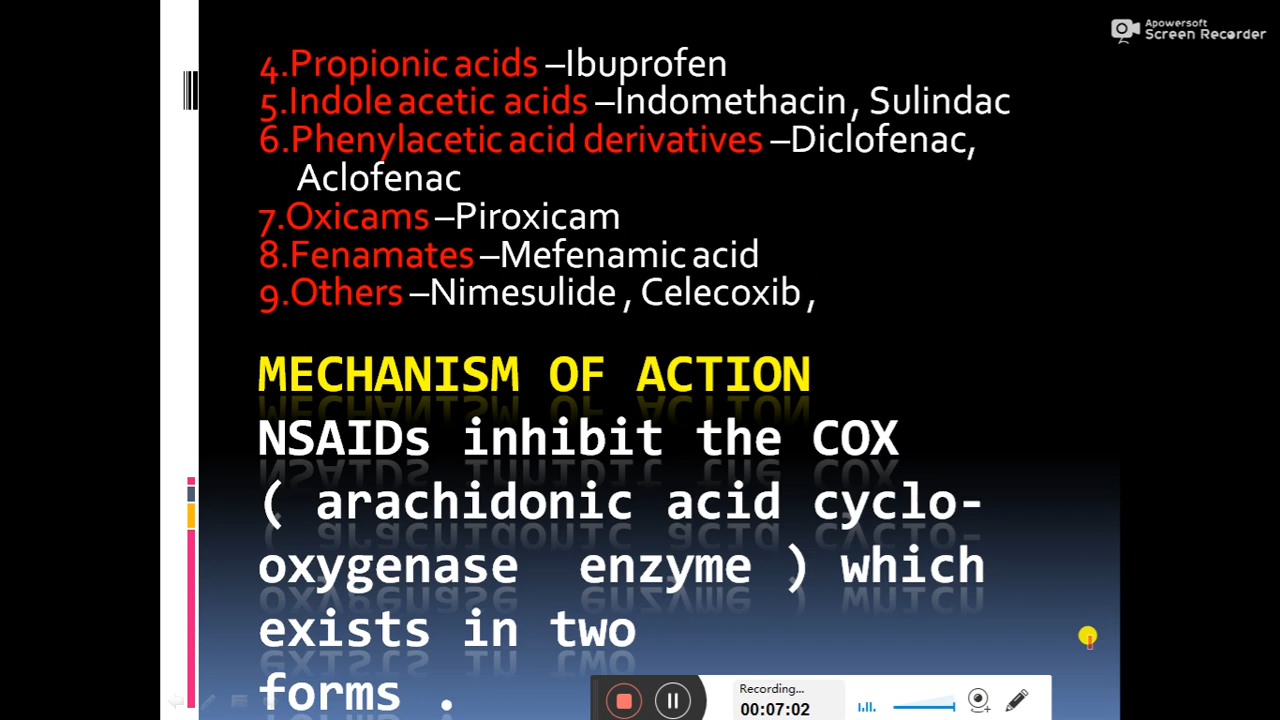 Apowersoft
Screen Recorder
4.Propionic acids –Ibuprofen
5.Indole acetic acids –Indomethacin, Sulindac
6.Phenylacetic acid derivatives –Diclofenac,
Aclofenac
7.Oxicams –Piroxicam
8.Fenamates –Mefenamic acid
9.Others –Nimesulide , Celecoxib ,
MECHANISM OF ACTION
NSAIDs inhibit the COX
( arachidonic acid cyclo-
oxygenase enzyme ) which
exists in two
forms .
Recording...
00:07:02